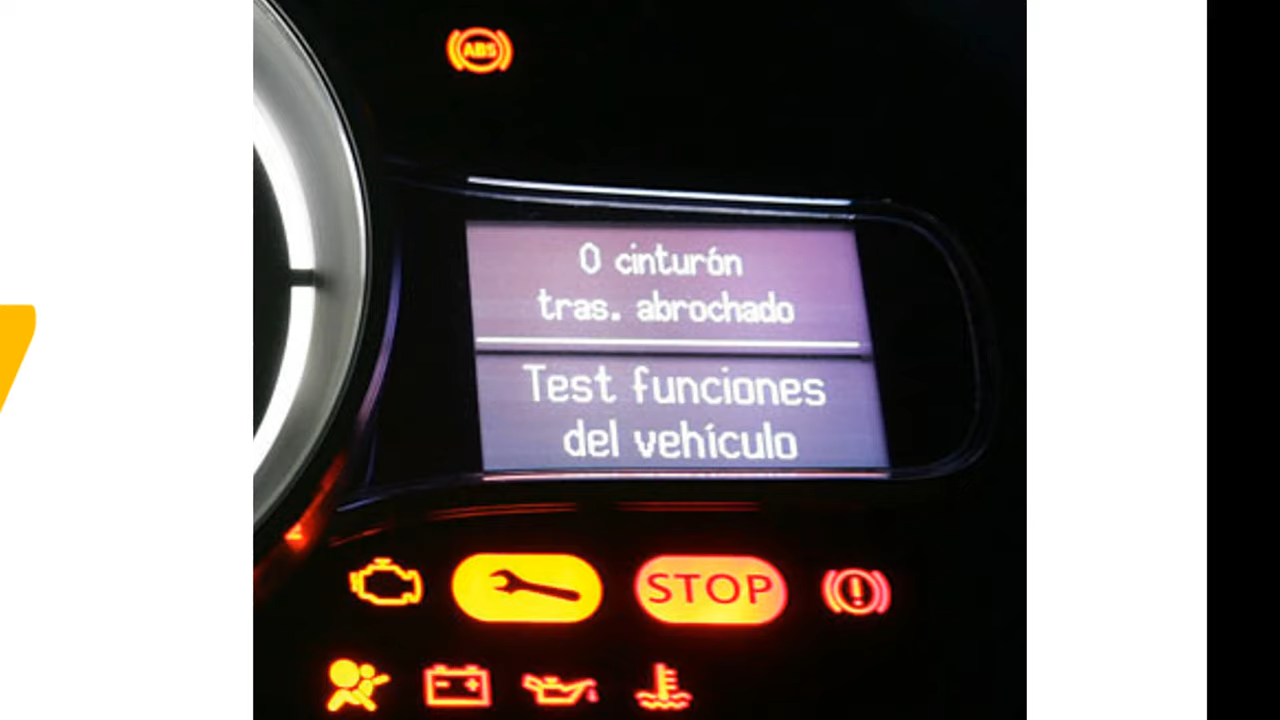 ABS
0 cinturón
tras. abrochado
Test funciones
del vehículo
STOP